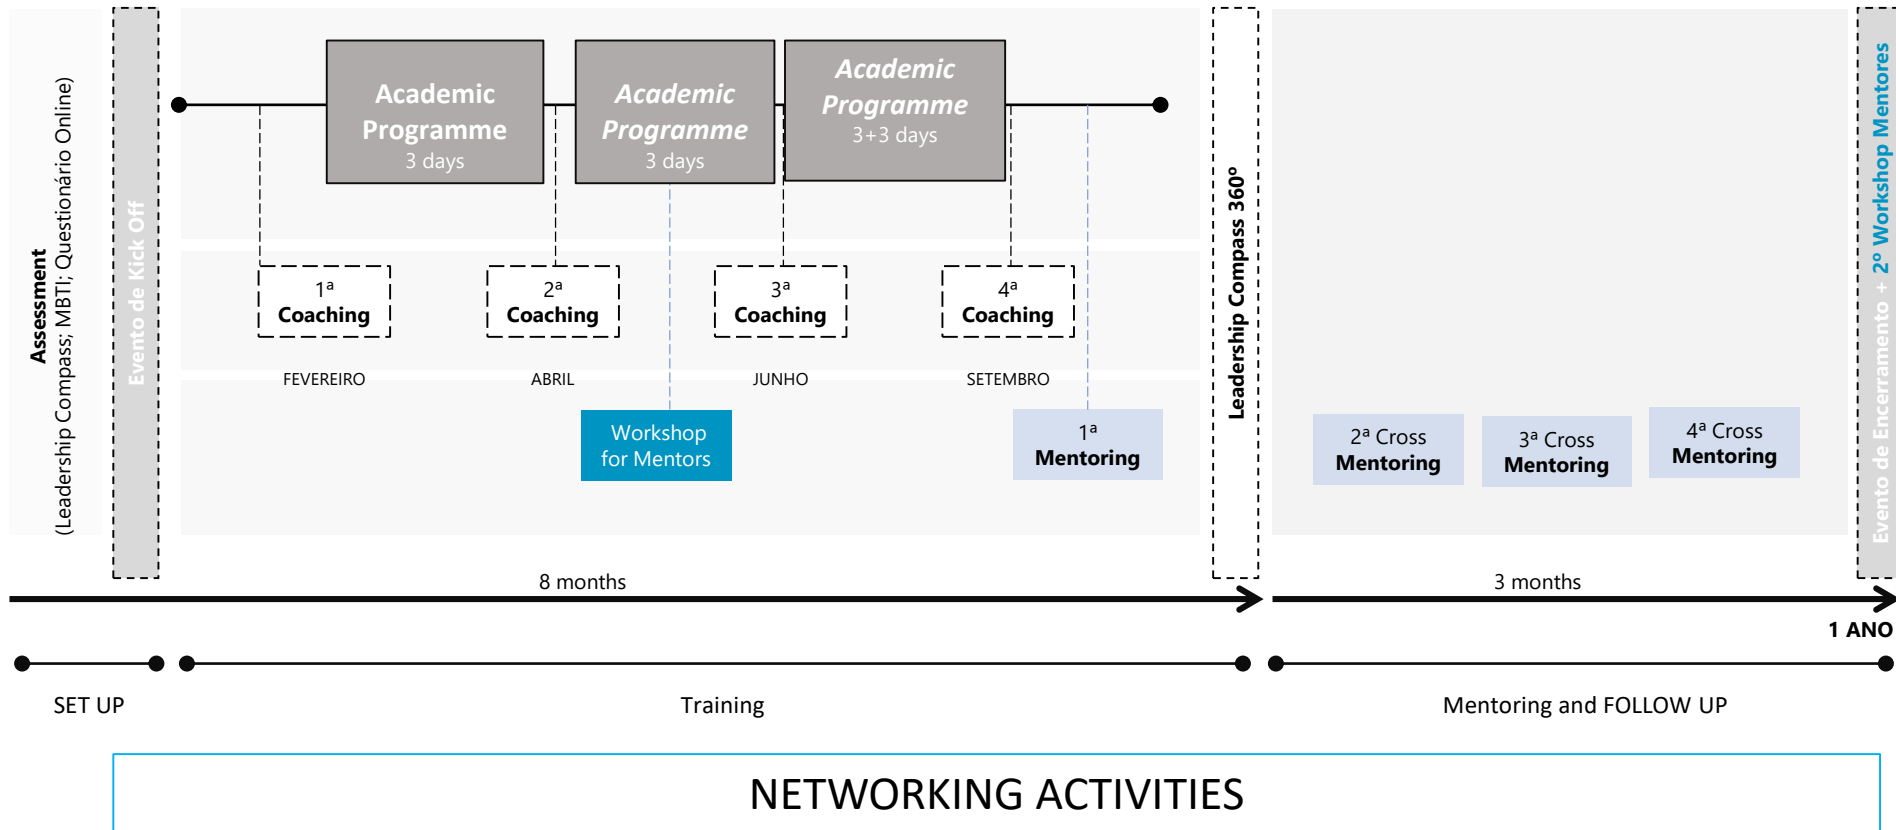 Assessment
(Leadership Compass; MBTI; Questionário Online)
Evento de Kick Off
Academic
Programme
3 days
Academic
Programme
3 days
Academic
Programme
3+3 days
1ª
Coaching
2ª
Coaching
3ª
Coaching
4ª
Coaching
FEVEREIRO
ABRIL
JUNHO
SETEMBRO
Workshop
for Mentors
1ª
Mentoring
Leadership Compass 360º
2ª Cross
Mentoring
3ª Cross
Mentoring
4ª Cross
Mentoring
Evento de Encerramento + 2º Workshop Mentores
8 months
3 months
1 ANO
SET UP
Training
Mentoring and FOLLOW UP
NETWORKING ACTIVITIES